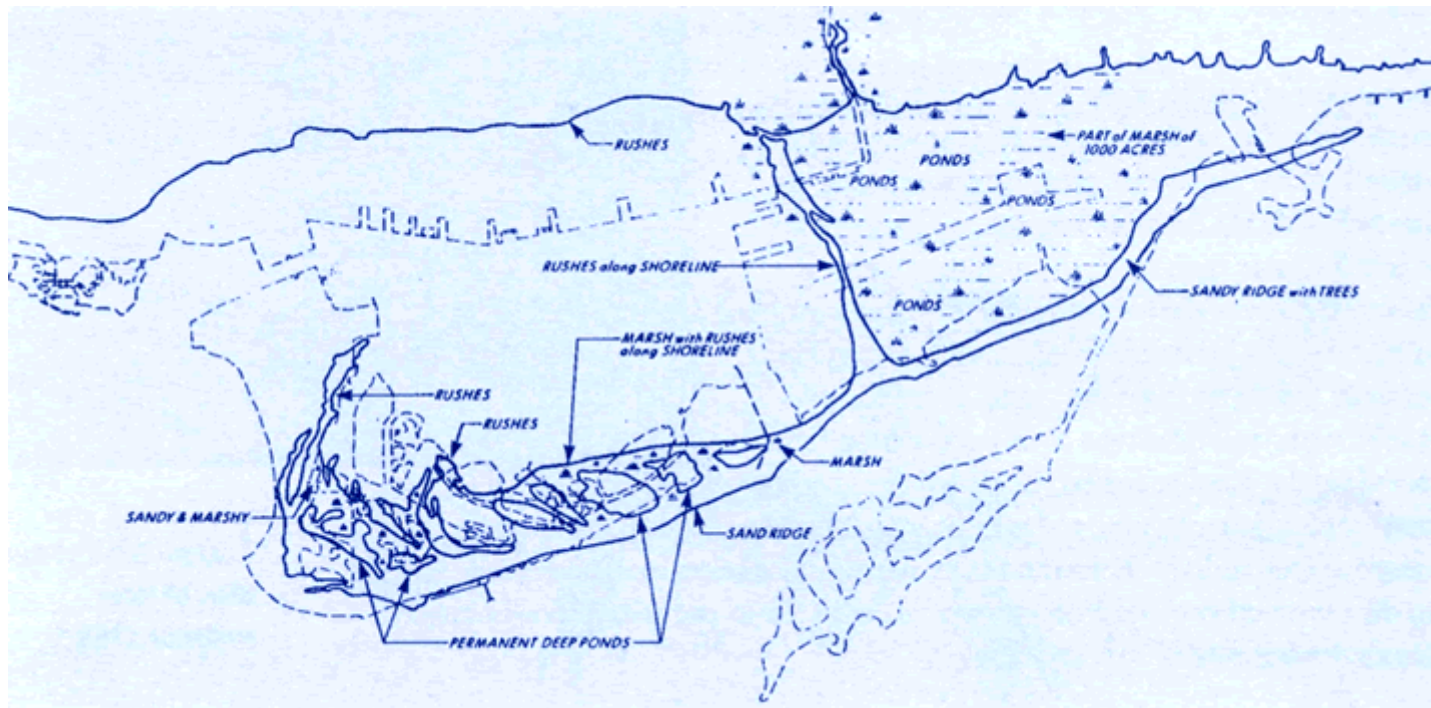 PART of MARSH of
1000 ACRES
RUSHES
PONDS
PONDS
PONDS
RUSHES along SHORELINE
SANDY RIDGE with TREES
PONDS
MARSH with RUSHES
along SHORELINE
RUSHES
RUSHES
MARSH
SANDY & MARSHY
SAND RIDGE
PERMANENT DEEP PONDS